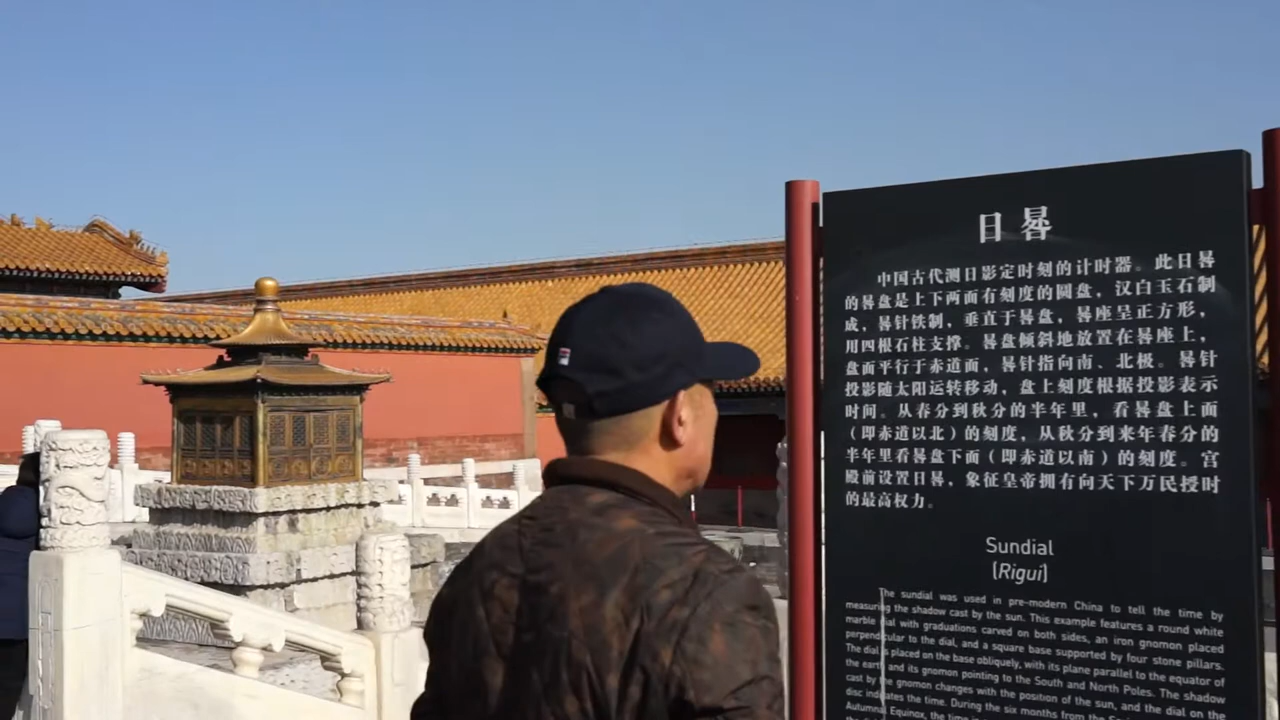 日晷
中国古代测日影定时刻的计时器。此日晷
的晷盘是上下两面有刻度的圆盘，汉白玉石制
成，晷针铁制，垂直于晷盘，晷座呈正方形，
用四根石柱支撑。晷盘倾斜地放置在晷座上，
盘面平行于赤道面，晷针指向南、北极。晷针
投影随太阳运转移动，盘上刻度根据投影表示
时间。从春分到秋分的半年里，看晷盘上面
（即赤道以北）的刻度，从秋分到来年春分的
半年里看晷盘下面（即赤道以南）的刻度。宫
殿前设置日晷，象征皇帝拥有向天下万民授时
的最高权力。
Sundial
(Rigui)
The sundial was used in pre-modern China to tell the time by
measuring the shadow cast by the sun. This example features a round white
marble dial with graduations carved on both sides, an iron gnomon placed
perpendicular to the dial, and a square base supported by four stone pillars.
The dial is placed on the base obliquely, with its plane parallel to the equator of
the earth and its gnomon pointing to the South and North Poles. The shadow
cast by the gnomon changes with the position of the sun, and the dial on the
disc indicates the time. During the six months from the
Autumnal Equinox, the time